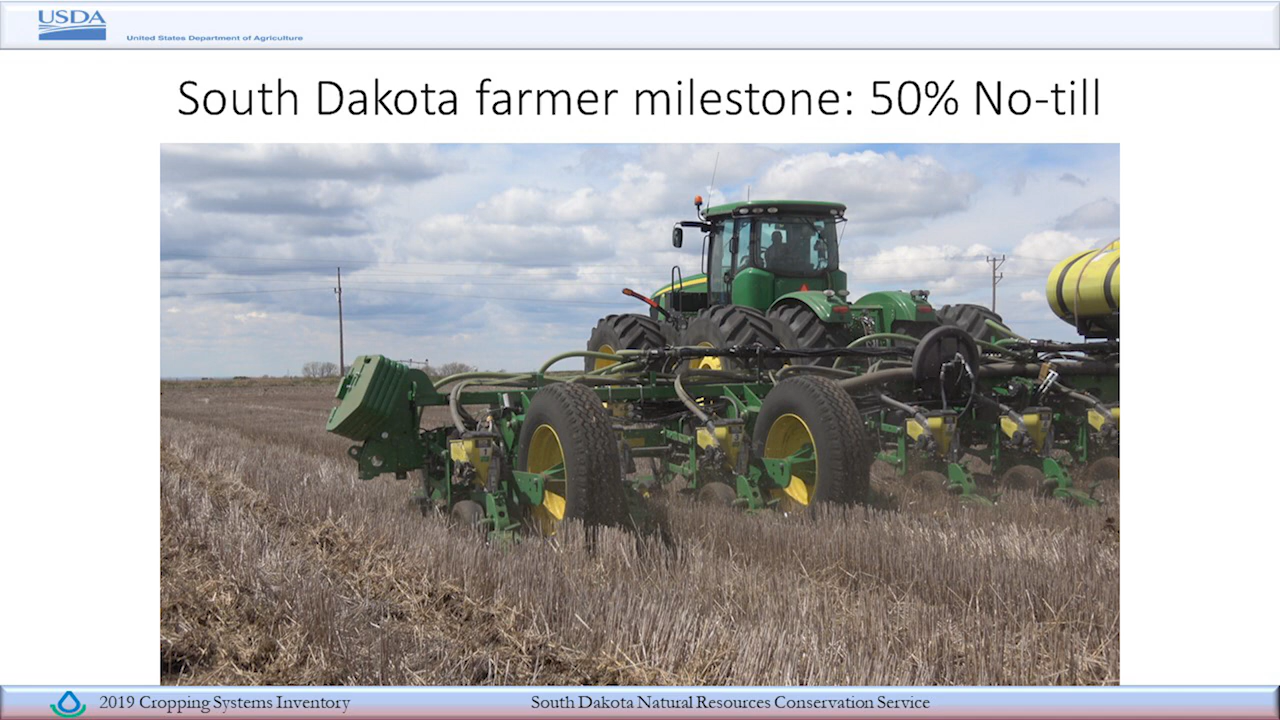 USDA
United States Department of Agriculture
South Dakota farmer milestone: 50% No-till
2019 Cropping Systems Inventory
South Dakota Natural Resources Conservation Service